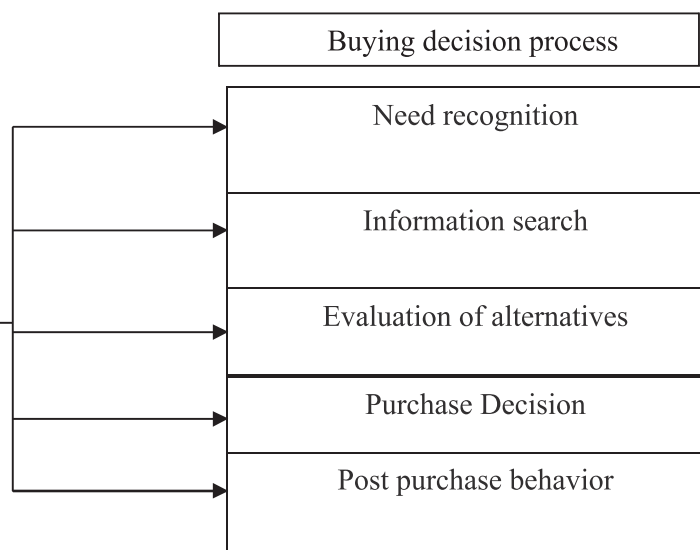 Buying decision process
Need recognition
Information search
Evaluation of alternatives
Purchase Decision
Post purchase behavior